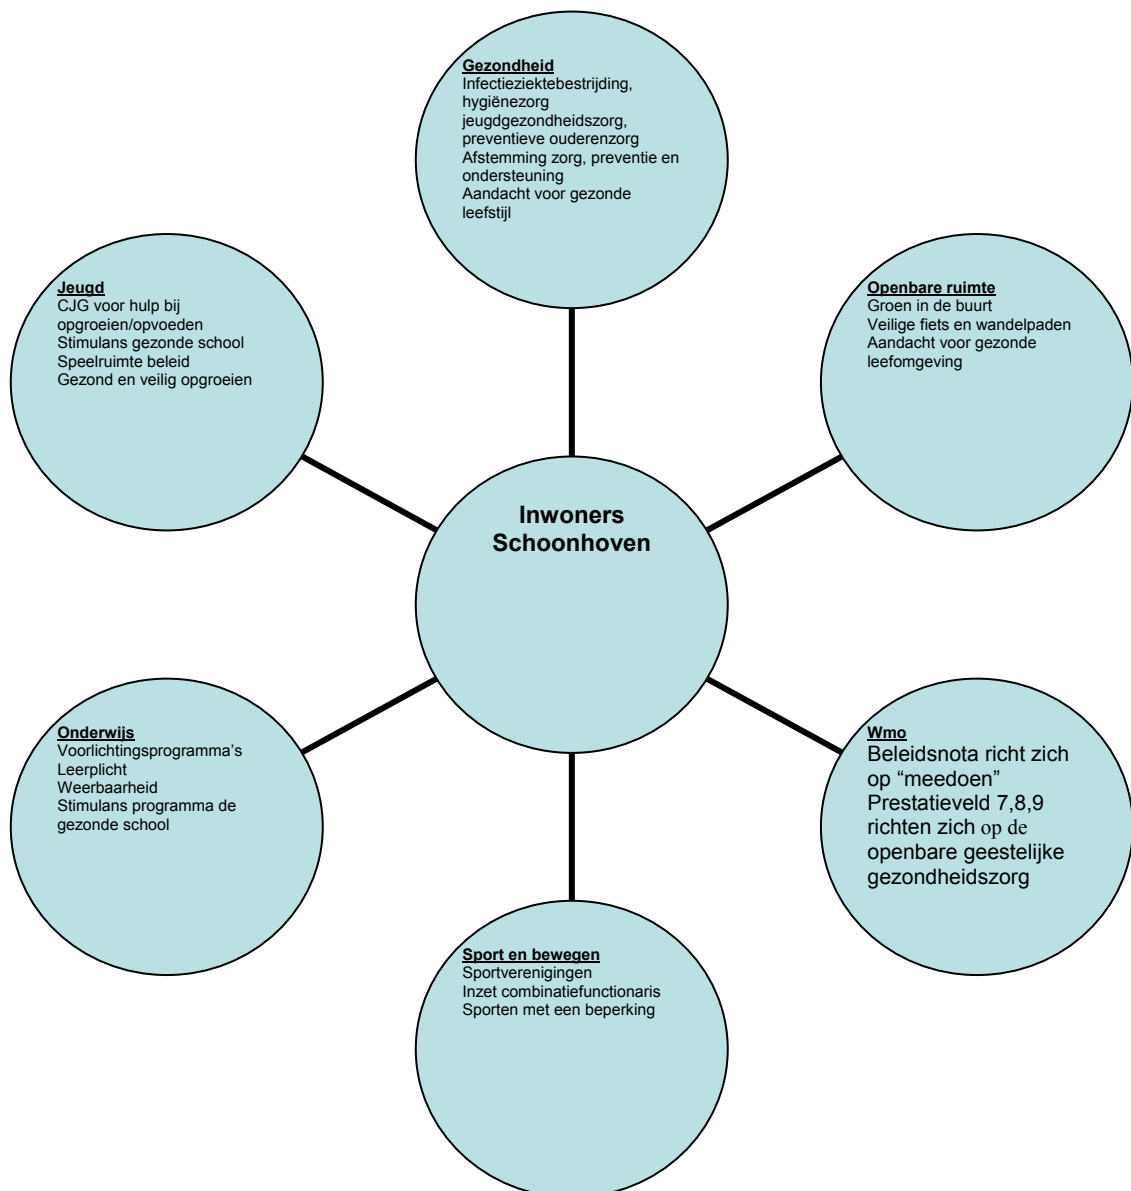 Gezondheid
Infectieziektebestrijding,
hygiënezorg
jeugdgezondheidszorg,
preventieve ouderenzorg
Afstemming zorg, preventie en
ondersteuning
Aandacht voor gezonde
leefstijl
Jeugd
CJG voor hulp bij
opgroeien/opvoeden
Stimulans gezonde school
Speelruimte beleid
Gezond en veilig opgroeien
Openbare ruimte
Groen in de buurt
Veilige fiets en wandelpaden
Aandacht voor gezonde
leefomgeving
Inwoners
Schoonhoven
Onderwijs
Voorlichtingsprogramma’s
Leerplicht
Weerbaarheid
Stimulans programma de
gezonde school
Wmo
Beleidsnota richt zich
op “meedoen”
Prestatieveld 7,8,9
richten zich op de
openbare geestelijke
gezondheidszorg
Sport en bewegen
Sportverenigingen
Inzet combinatiefunctionaris
Sporten met een beperking